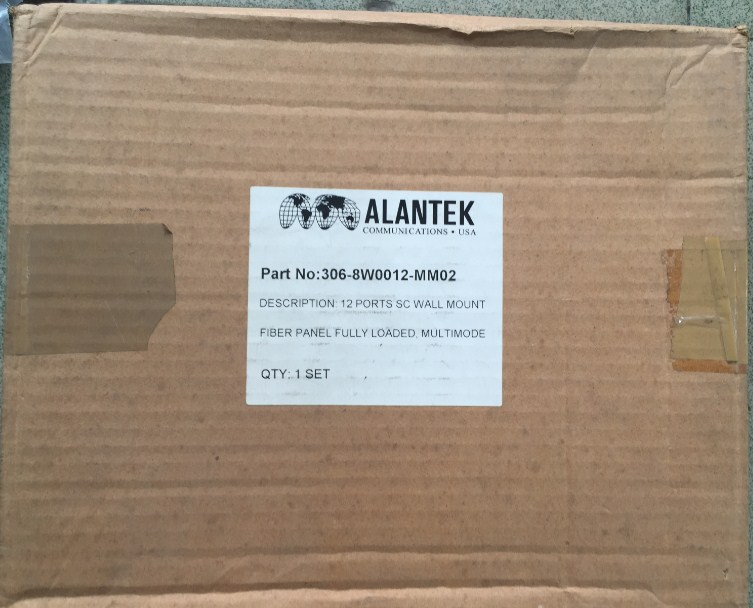 ALANTEK
COMMUNICATIONS • USA
Part No:306-8W0012-MM02
DESCRIPTION: 12 PORTS SC WALL MOUNT
FIBER PANEL FULLY LOADED, MULTIMODE
QTY: 1 SET